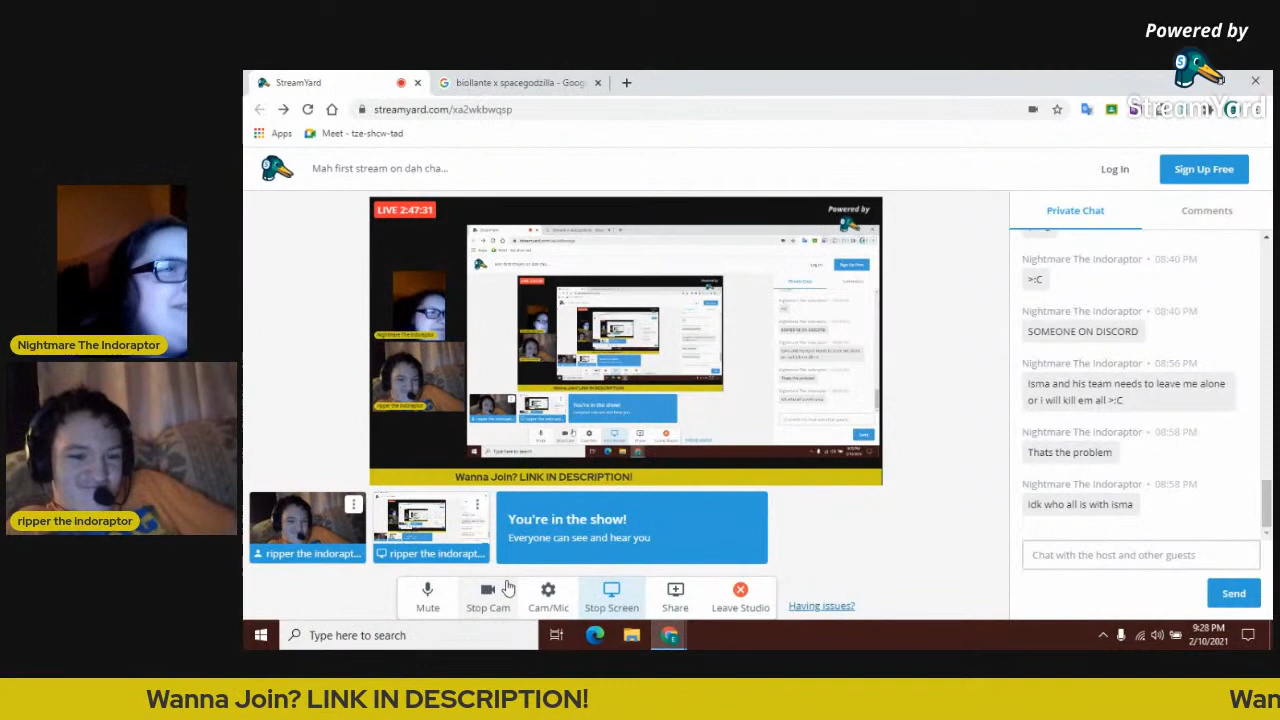 Powered by
StreamYard
StreamYard
biollante x spacegodzilla - Goog
streamyard.com/xa2wkbwqsp
Apps
Meet - tze-shcw-tad
Mah first stream on dah cha...
Log In
Sign Up Free
LIVE 2:47:31
Powered by
Private Chat
Comments
Nightmare The Indoraptor • 08:40 PM
>:C
Nightmare The Indoraptor • 08:40 PM
SOMEONE ON DISCORD
Nightmare The Indoraptor • 08:56 PM
Isma and his team needs to leave me alone
or i will kill em all >:C
Nightmare The Indoraptor • 08:58 PM
Thats the problem
Nightmare The Indoraptor • 08:58 PM
Idk who all is with isma
Chat with the host and other guests
Send
Nightmare The Indoraptor
ripper the indoraptor
Wanna Join? LINK IN DESCRIPTION!
ripper the indorapt...
ripper the indorapt...
You're in the show!
Everyone can see and hear you
Mute
Stop Cam
Cam/Mic
Stop Screen
Share
Leave Studio
Having issues?
Type here to search
9:28 PM
2/10/2021
Wanna Join? LINK IN DESCRIPTION!
Wan